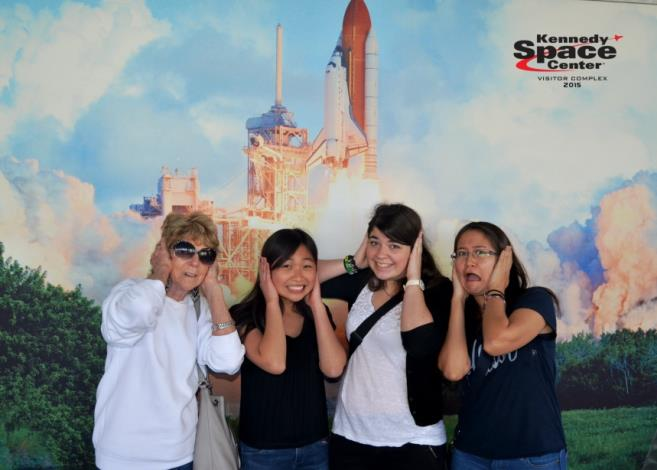 Kennedy
Space
Center
VISITOR COMPLEX
2015